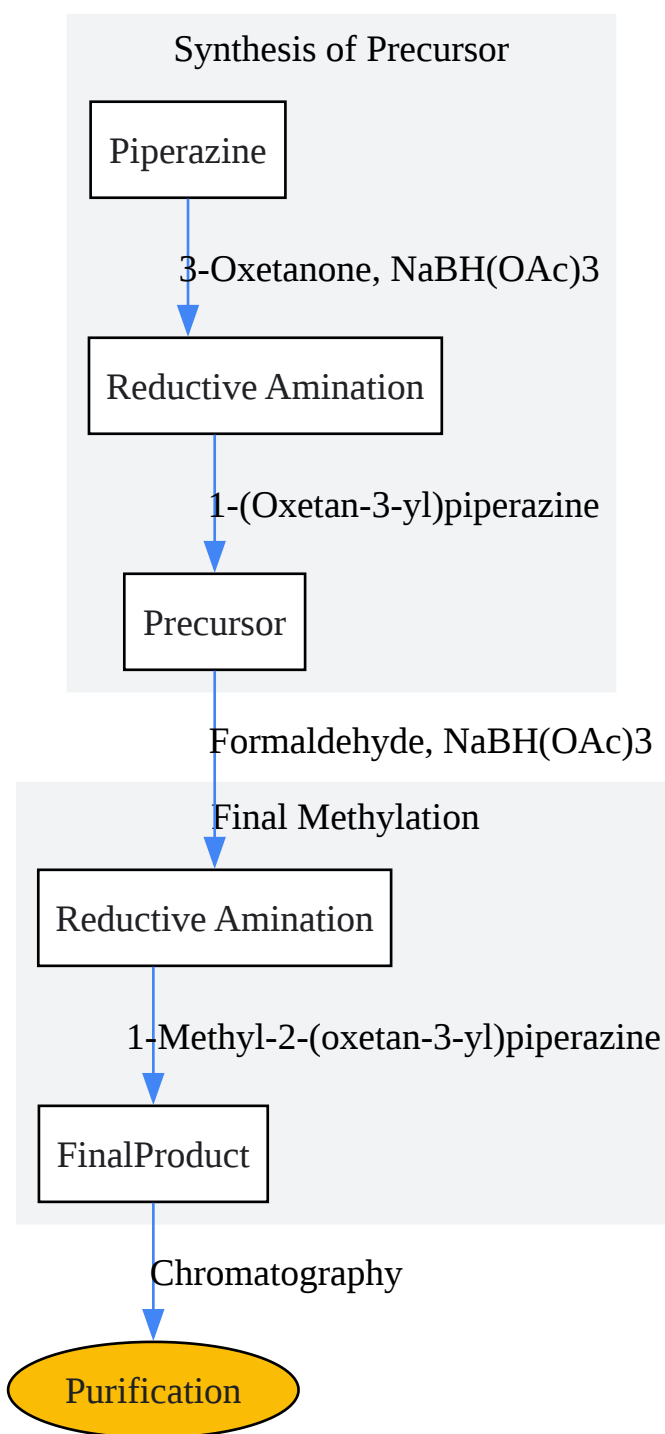 Synthesis of Precursor
Piperazine
3-Oxetanone, NaBH(OAc)3
Reductive Amination
1-(Oxetan-3-yl)piperazine
Precursor
Formaldehyde, NaBH(OAc)3
Final Methylation
Reductive Amination
1-Methyl-2-(oxetan-3-yl)piperazine
FinalProduct
Chromatography
Purification